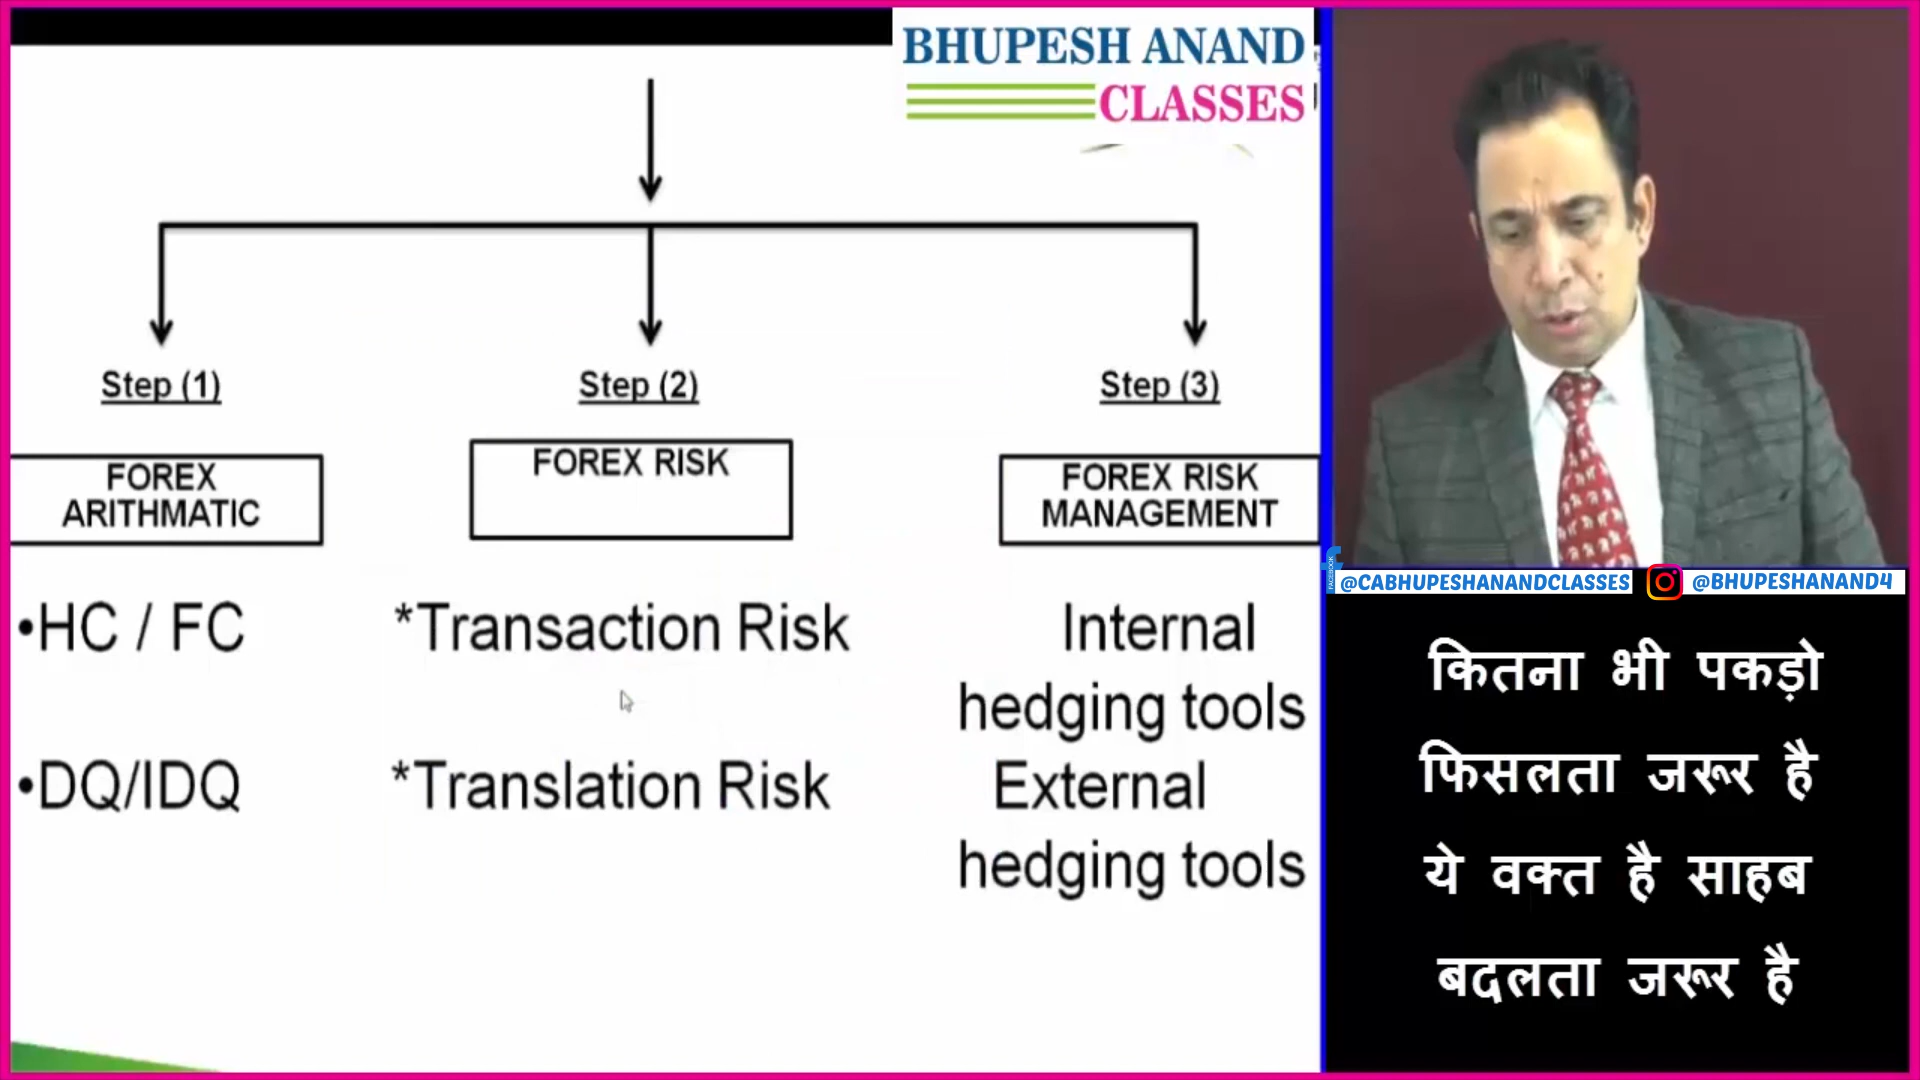 BHUPESH ANAND
CLASSES
Step (1)
Step (2)
Step (3)
FOREX
ARITHMATIC
FOREX RISK
FOREX RISK
MANAGEMENT
•HC / FC
*Transaction Risk
Internal
hedging tools
•DQ/IDQ
*Translation Risk
External
hedging tools
FACEBOOK
@CABHUPESHANANDCLASSES
@BHUPESHANAND4
कितना भी पकड़ो
फिसलता जरूर है
ये वक्त है साहब
बदलता जरूर है